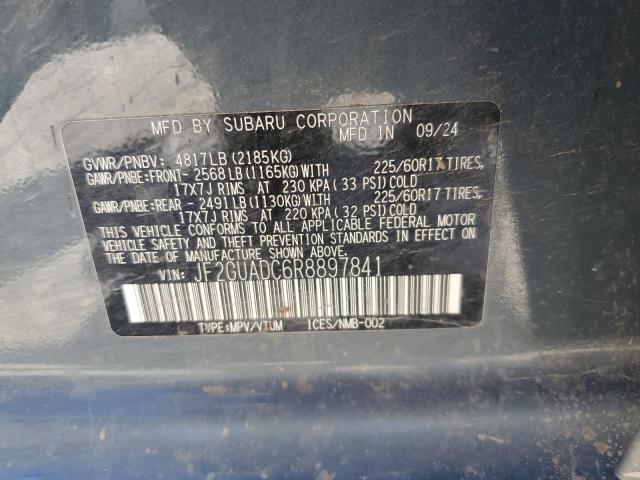 MFD BY SUBARU CORPORATION
MFD IN 09/24
GVWR/PNBV: 4817LB(2185KG)
GAWR/PNBE:FRONT- 2568LB(1165KG)WITH 225/60R17 TIRES,
17X7J RIMS AT 230 KPA(33 PSI)COLD
GAWR/PNBE:REAR - 2491LB(1130KG)WITH 225/60R17 TIRES,
17X7J RIMS AT 220 KPA(32 PSI)COLD
THIS VEHICLE CONFORMS TO ALL APPLICABLE FEDERAL MOTOR
VEHICLE SAFETY AND THEFT PREVENTION STANDARDS IN EFFECT ON
THE DATE OF MANUFACTURE SHOWN ABOVE.
VIN: JF2GUADC6R8897841
TYPE:MPV/VTUM ICES/NMB-002